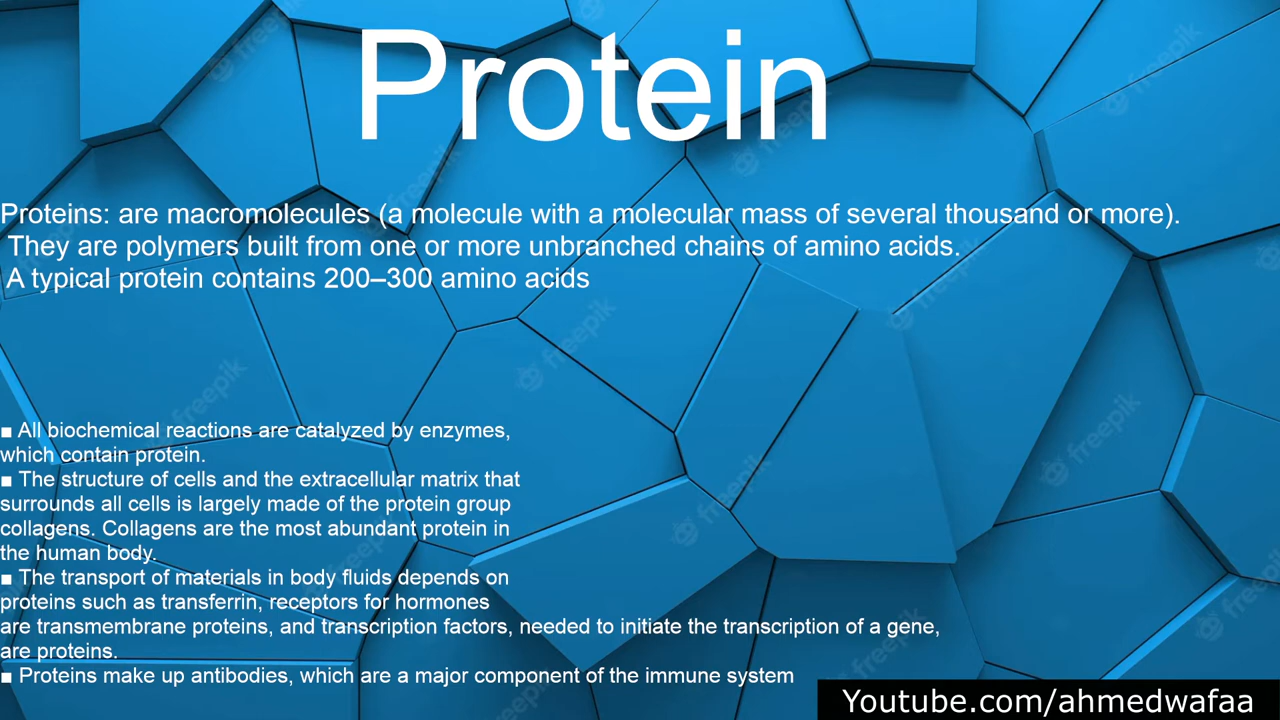 Protein
Proteins: are macromolecules (a molecule with a molecular mass of several thousand or more).
They are polymers built from one or more unbranched chains of amino acids.
A typical protein contains 200–300 amino acids
■ All biochemical reactions are catalyzed by enzymes,
which contain protein.
■ The structure of cells and the extracellular matrix that
surrounds all cells is largely made of the protein group
collagens. Collagens are the most abundant protein in
the human body.
■ The transport of materials in body fluids depends on
proteins such as transferrin, receptors for hormones
are transmembrane proteins, and transcription factors, needed to initiate the transcription of a gene,
are proteins.
■ Proteins make up antibodies, which are a major component of the immune system
Youtube.com/ahmedwafaa